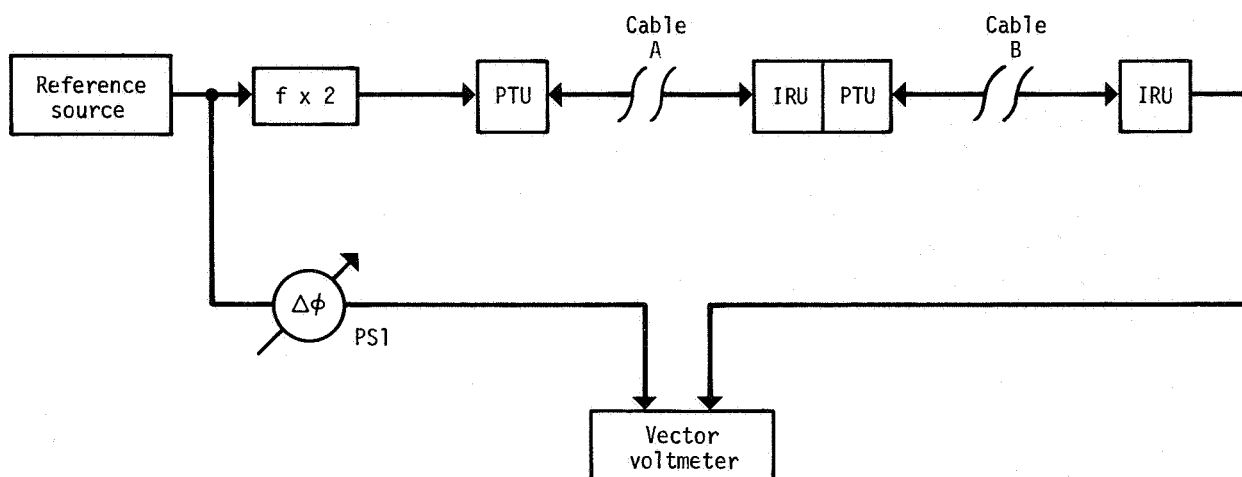 Cable
A
Cable
B
Reference
source
f x 2
PTU
IRU
PTU
IRU
Δϕ
PS1
Vector
voltmeter